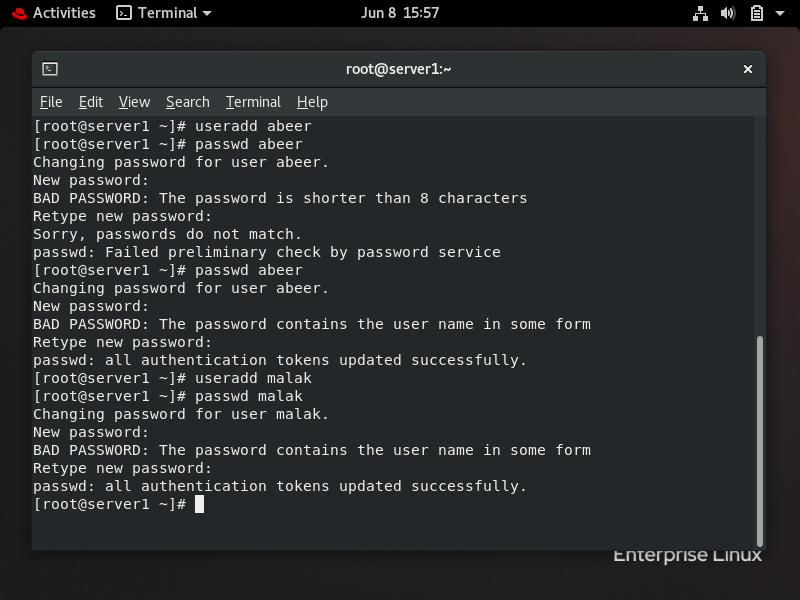 Activities Terminal Jun 8 15:57
root@server1:~
File Edit View Search Terminal Help
[root@server1 ~]# useradd abeer
[root@server1 ~]# passwd abeer
Changing password for user abeer.
New password:
BAD PASSWORD: The password is shorter than 8 characters
Retype new password:
Sorry, passwords do not match.
passwd: Failed preliminary check by password service
[root@server1 ~]# passwd abeer
Changing password for user abeer.
New password:
BAD PASSWORD: The password contains the user name in some form
Retype new password:
passwd: all authentication tokens updated successfully.
[root@server1 ~]# useradd malak
[root@server1 ~]# passwd malak
Changing password for user malak.
New password:
BAD PASSWORD: The password contains the user name in some form
Retype new password:
passwd: all authentication tokens updated successfully.
[root@server1 ~]#
Enterprise Linux